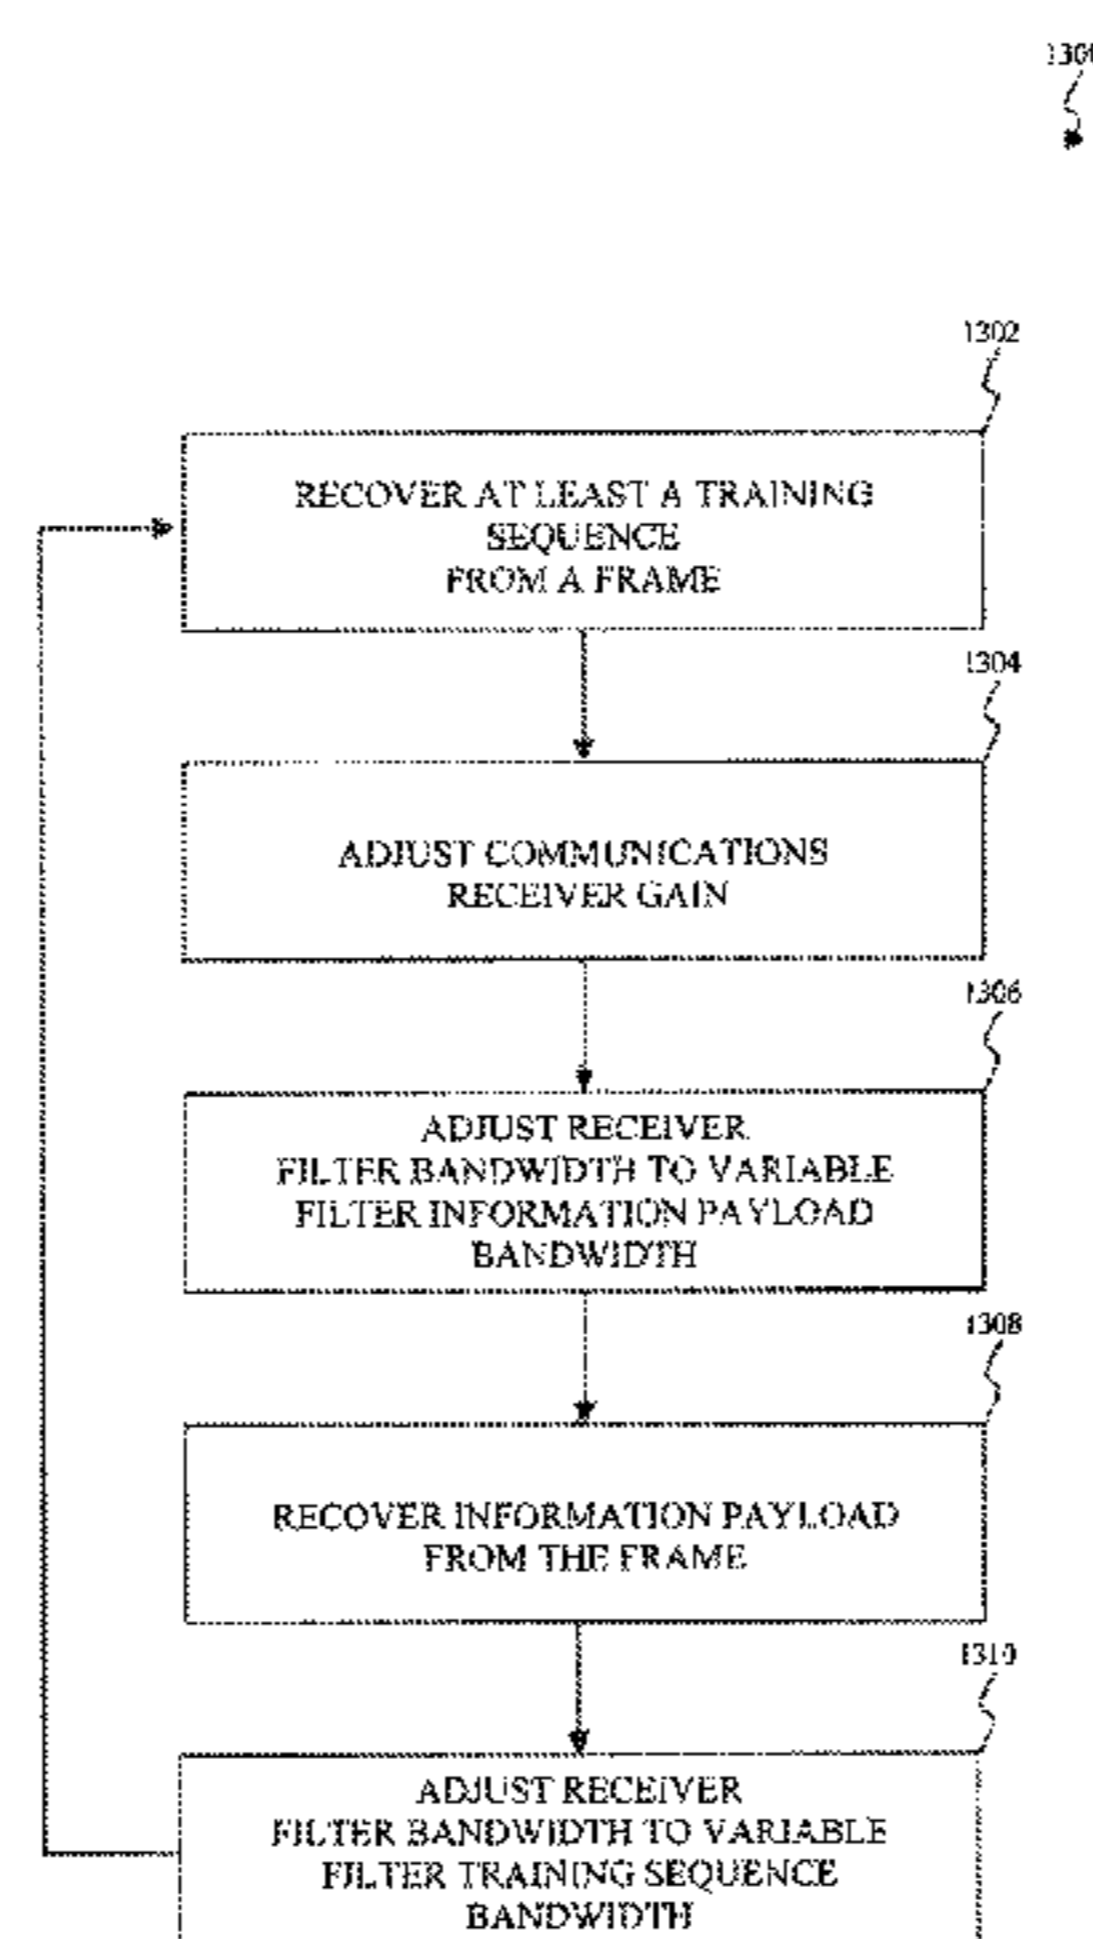 1302
RECOVER AT LEAST A TRAINING
SEQUENCE
FROM A FRAME
1304
ADJUST COMMUNICATIONS
RECEIVER GAIN
1306
ADJUST RECEIVER
FILTER BANDWIDTH TO VARIABLE
FILTER INFORMATION PAYLOAD
BANDWIDTH
1308
RECOVER INFORMATION PAYLOAD
FROM THE FRAME
1310
ADJUST RECEIVER
FILTER BANDWIDTH TO VARIABLE
FILTER TRAINING SEQUENCE
BANDWIDTH